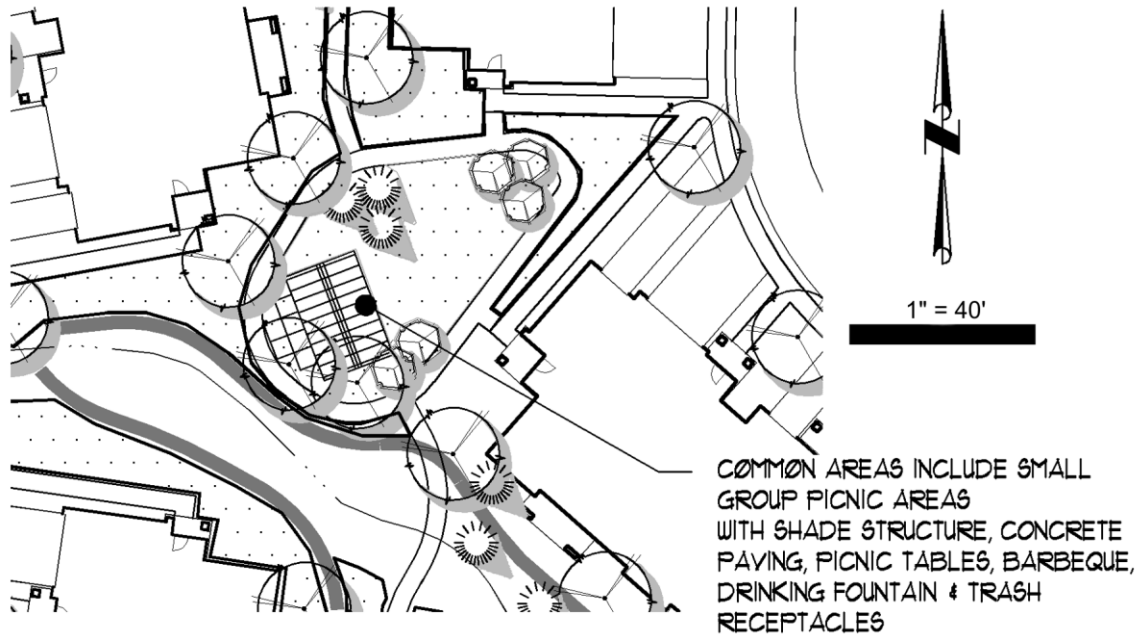 1" = 40'
COMMON AREAS INCLUDE SMALL
GROUP PICNIC AREAS
WITH SHADE STRUCTURE, CONCRETE
PAVING, PICNIC TABLES, BARBEQUE,
DRINKING FOUNTAIN & TRASH
RECEPTACLES